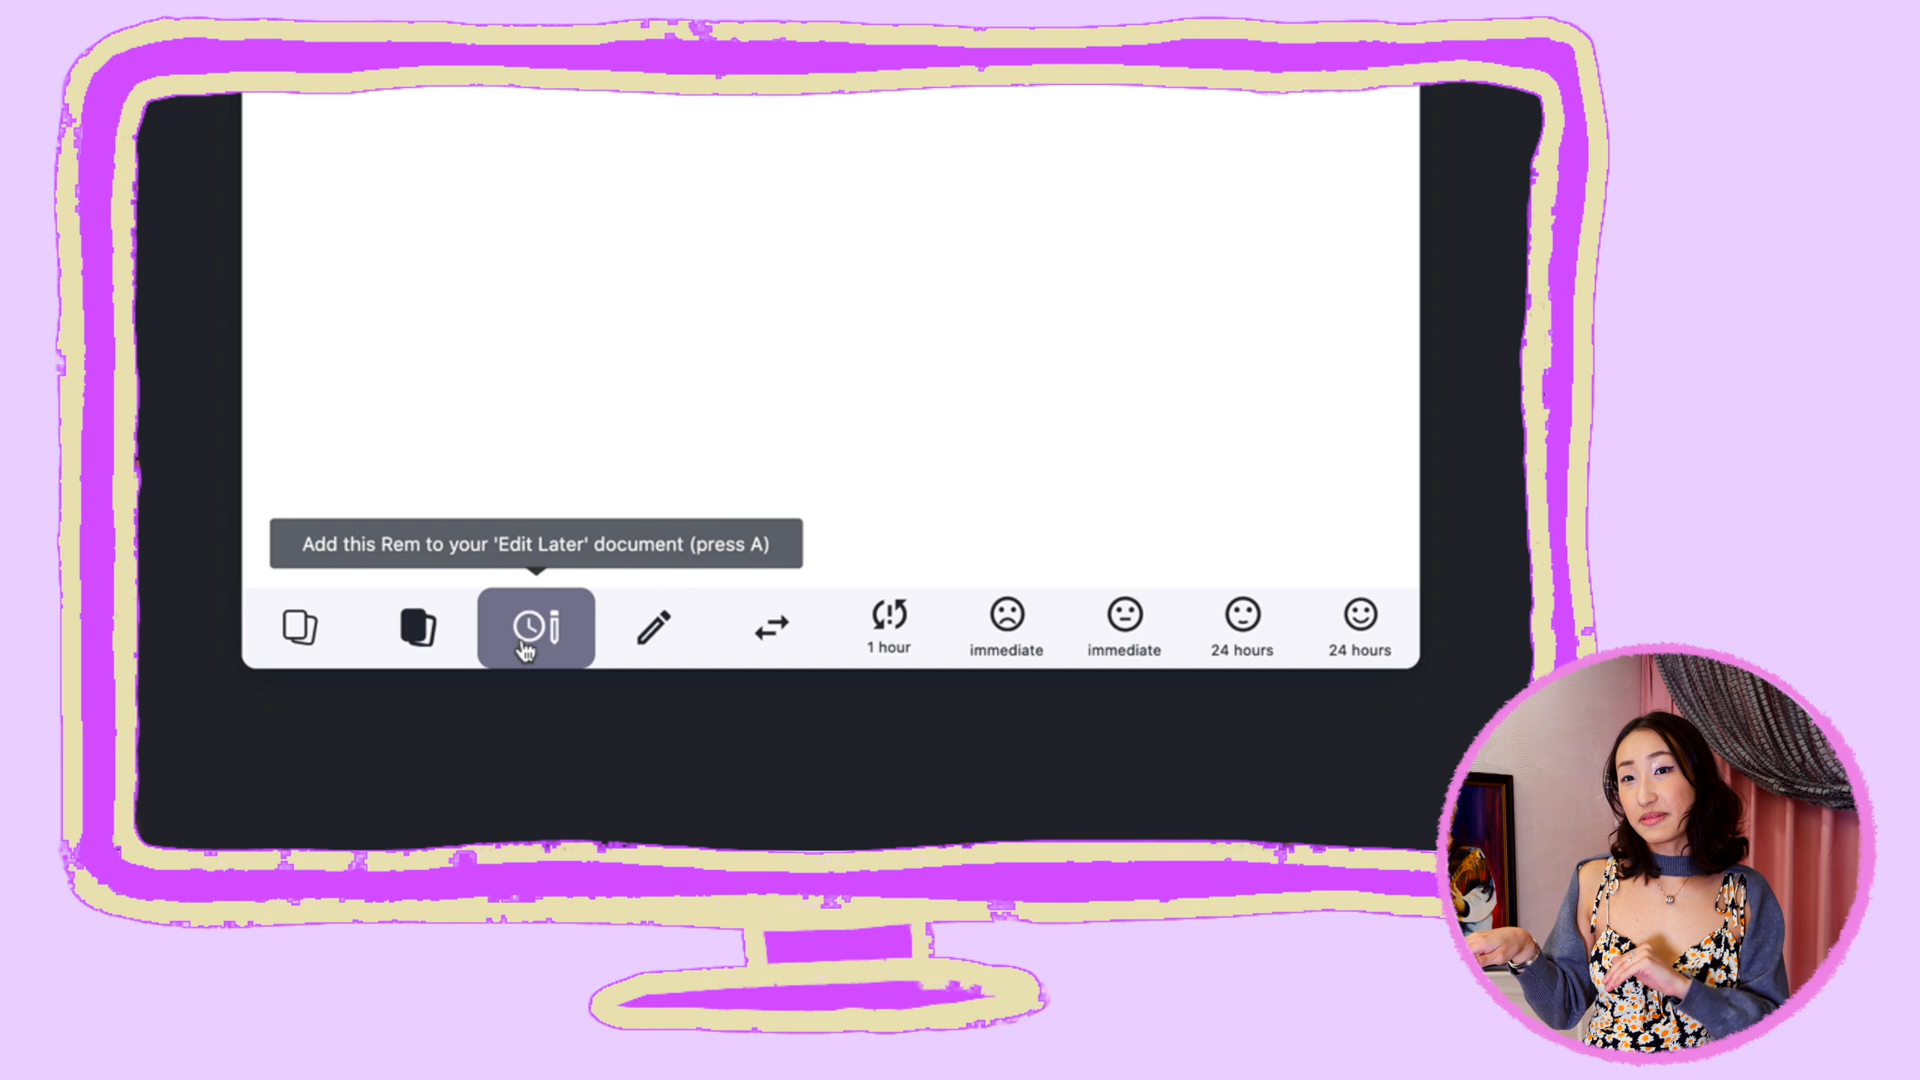 Add this Rem to your 'Edit Later' document (press A)
1 hour
immediate
immediate
24 hours
24 hours